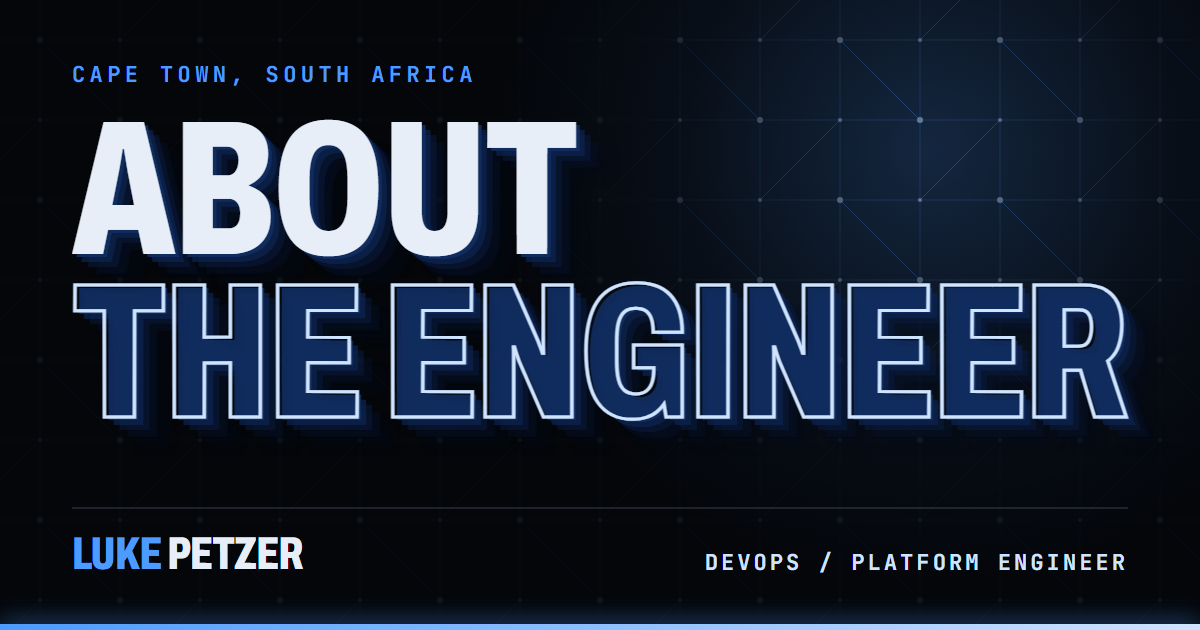 CAPE TOWN, SOUTH AFRICA
ABOUT
THE ENGINEER
LUKE PETZER
DEVOPS / PLATFORM ENGINEER